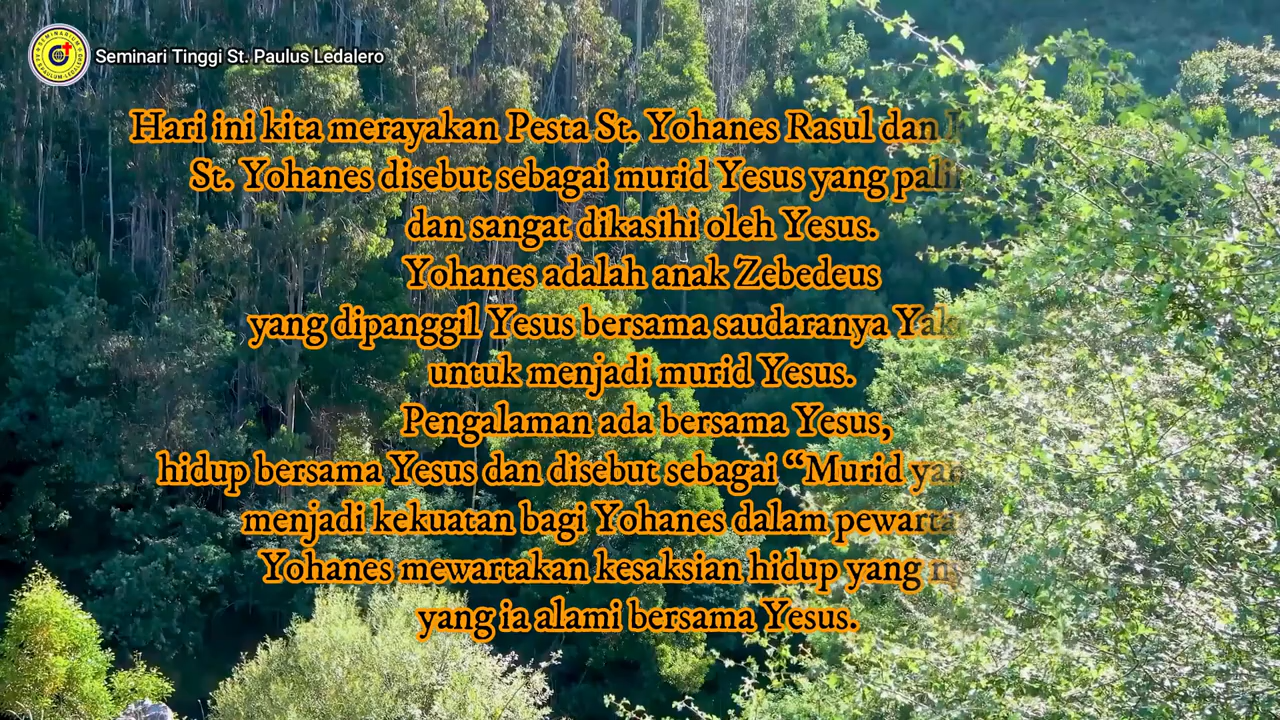 Seminari Tinggi St. Paulus Ledalero
Hari ini kita merayakan Pesta St. Yohanes Rasul dan
St. Yohanes disebut sebagai murid Yesus yang
dan sangat dikasihi oleh Yesus.
Yohanes adalah anak Zebedeus
yang dipanggil Yesus bersama saudaranya
untuk menjadi murid Yesus.
Pengalaman ada bersama Yesus,
hidup bersama Yesus dan disebut sebagai “Murid
menjadi kekuatan bagi Yohanes dalam
Yohanes mewartakan kesaksian hidup yang
yang ia alami bersama Yesus.